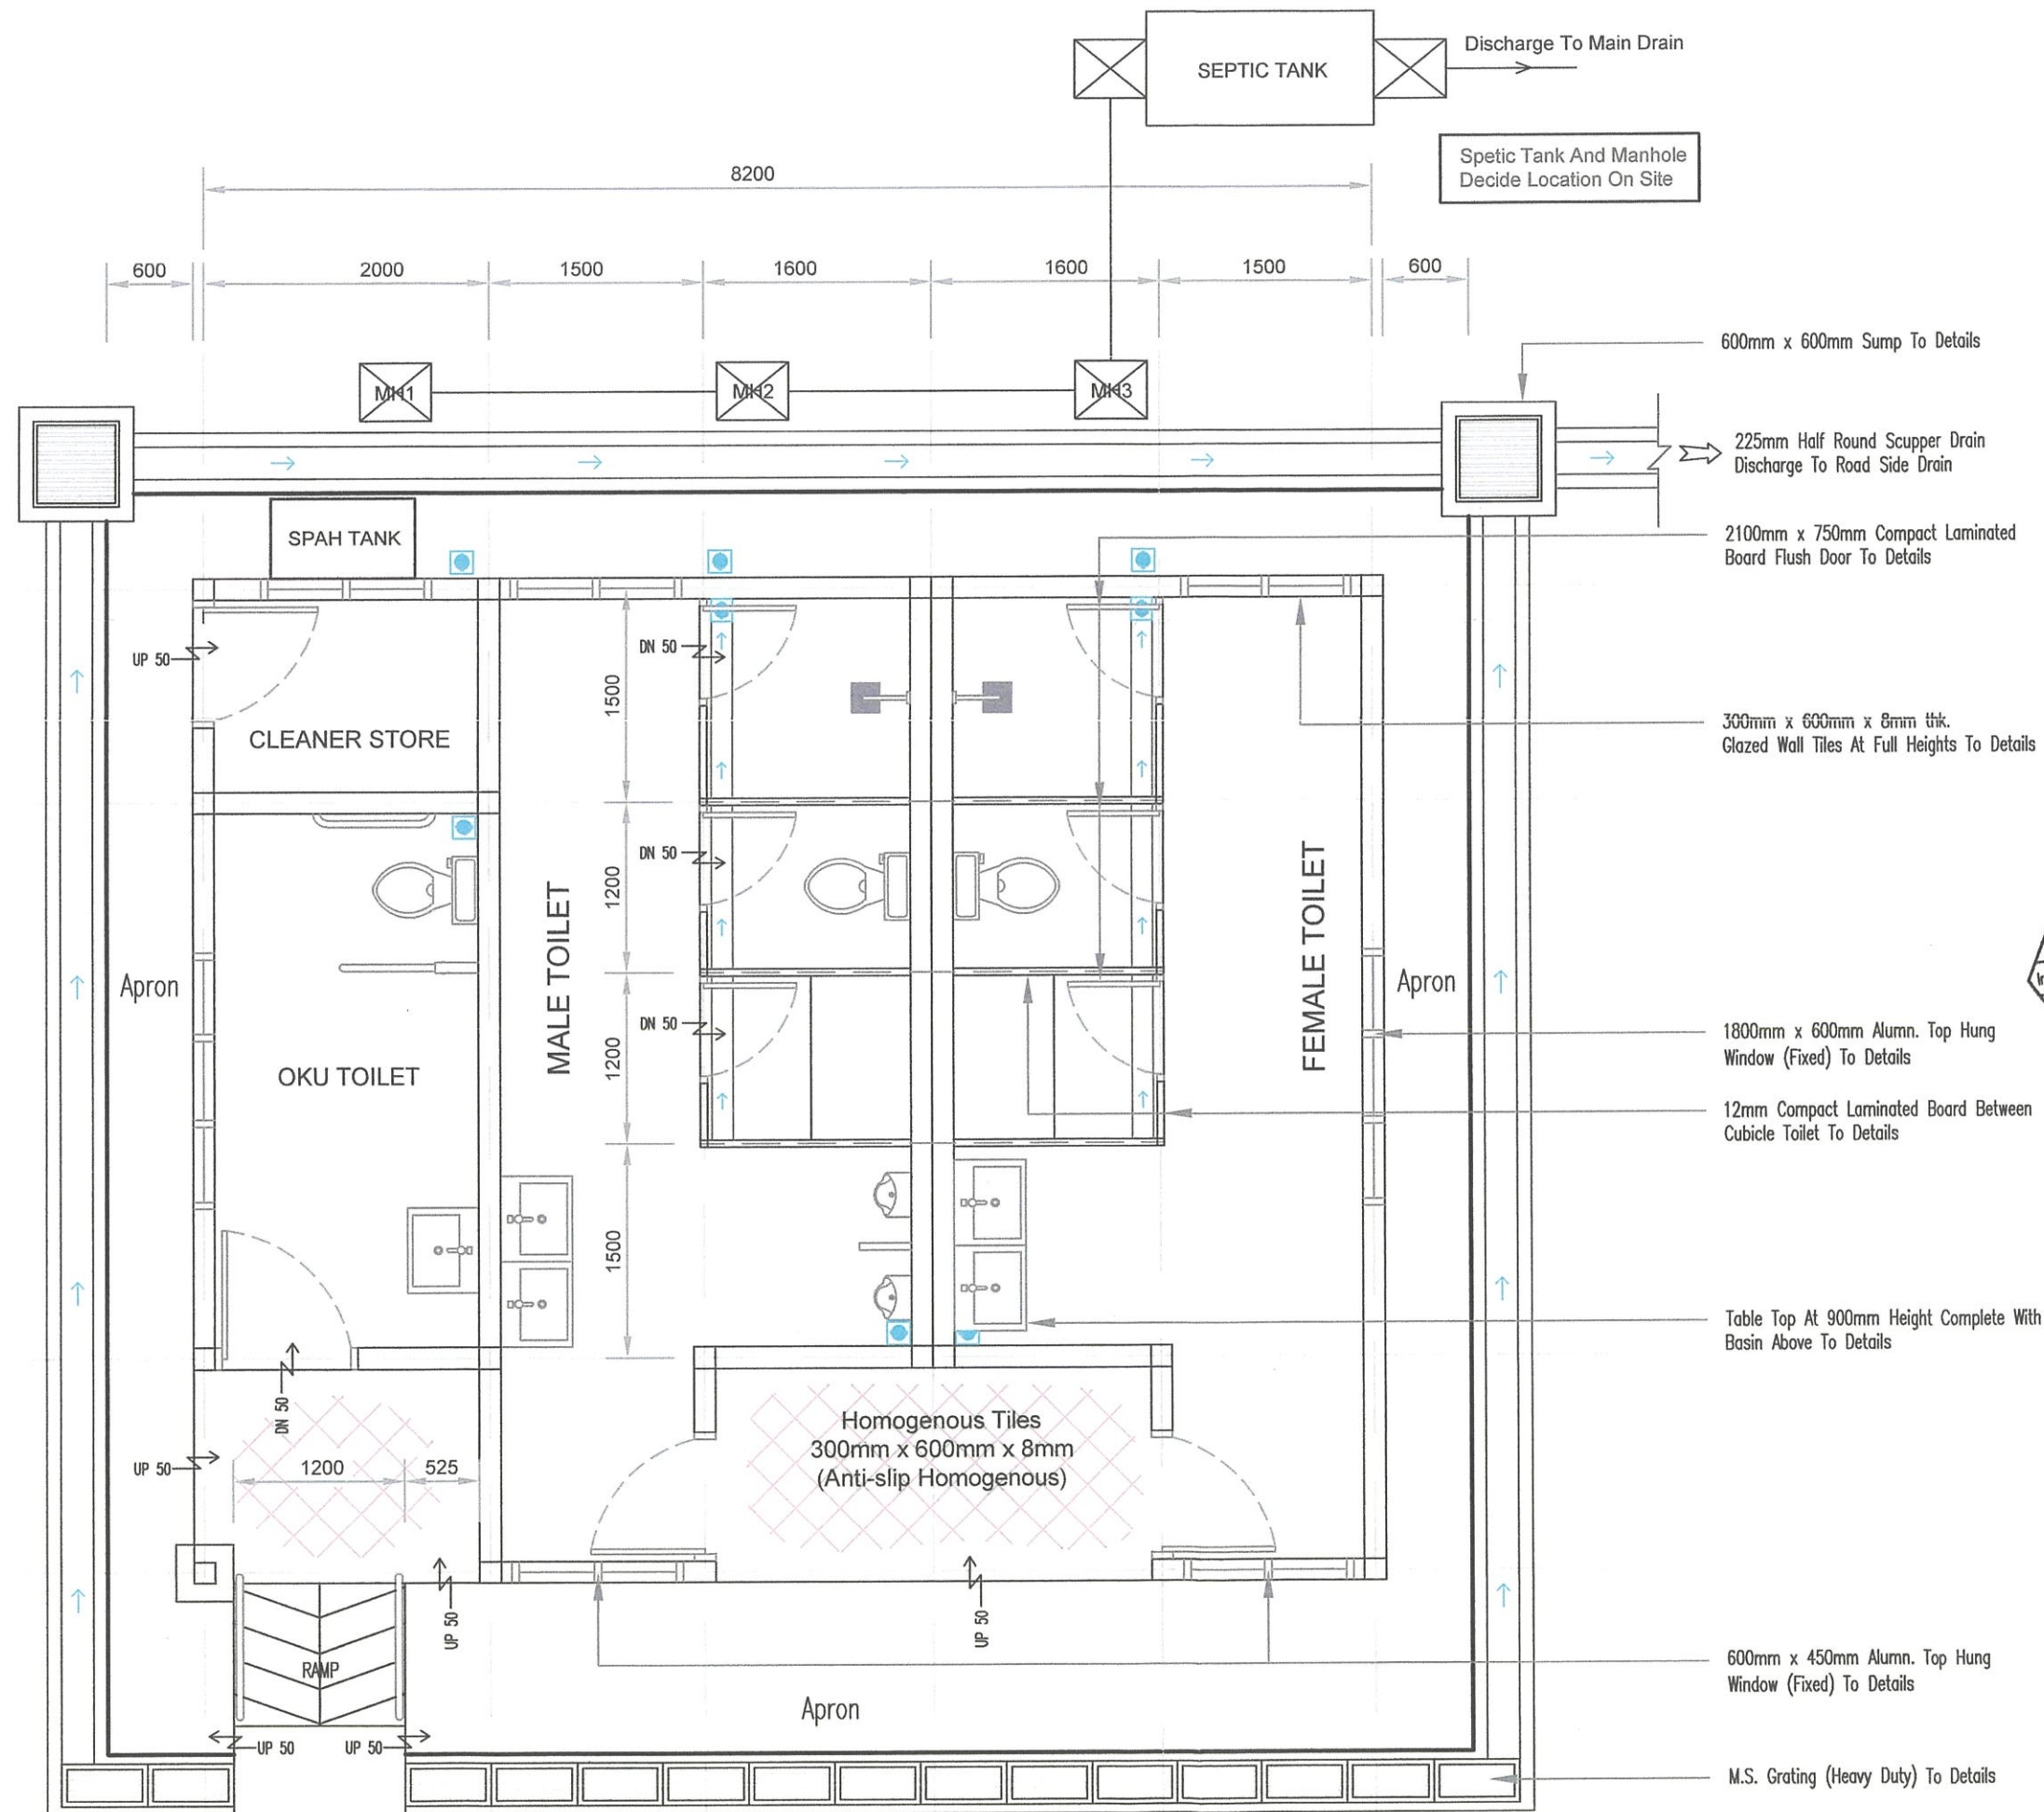 Discharge To Main Drain
SEPTIC TANK
Spetic Tank And Manhole
Decide Location On Site
8200
600
2000
1500
1600
1600
1500
600
600mm x 600mm Sump To Details
MH1
MH2
MH3
225mm Half Round Scupper Drain
Discharge To Road Side Drain
SPAH TANK
2100mm x 750mm Compact Laminated
Board Flush Door To Details
UP 50
DN 50
1500
CLEANER STORE
300mm x 600mm x 8mm thk.
Glazed Wall Tiles At Full Heights To Details
DN 50
1200
MALE TOILET
FEMALE TOILET
Apron
Apron
DN 50
1200
OKU TOILET
1800mm x 600mm Alumn. Top Hung
Window (Fixed) To Details
12mm Compact Laminated Board Between
Cubicle Toilet To Details
1500
Table Top At 900mm Height Complete With
Basin Above To Details
DN 50
Homogenous Tiles
300mm x 600mm x 8mm
(Anti-slip Homogenous)
UP 50
1200
525
UP 50
UP 50
RAMP
600mm x 450mm Alumn. Top Hung
Window (Fixed) To Details
Apron
UP 50
UP 50
M.S. Grating (Heavy Duty) To Details